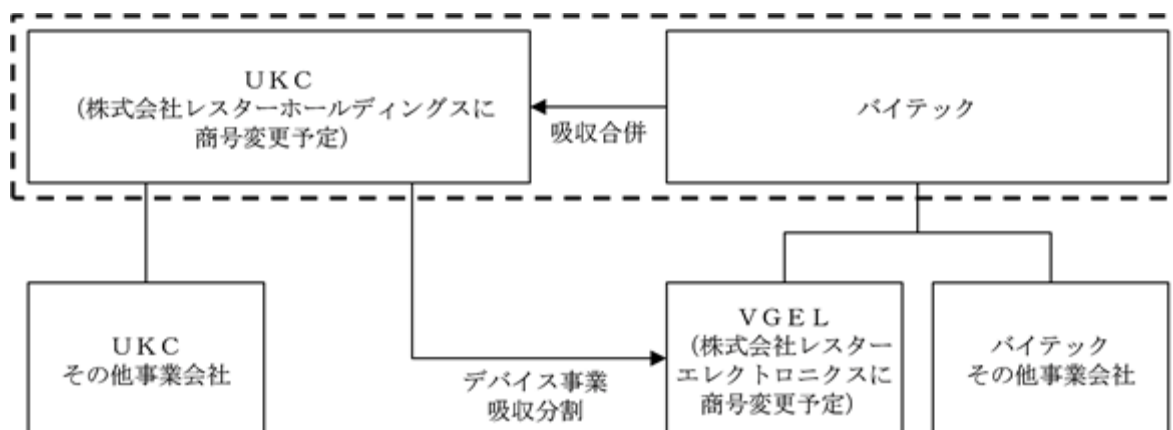 ＵＫＣ
（株式会社レスターホールディングスに
商号変更予定）
吸収合併
バイテック
ＵＫＣ
その他事業会社
デバイス事業
吸収分割
ＶＧＥＬ
（株式会社レスター
エレクトロニクスに
商号変更予定）
バイテック
その他事業会社